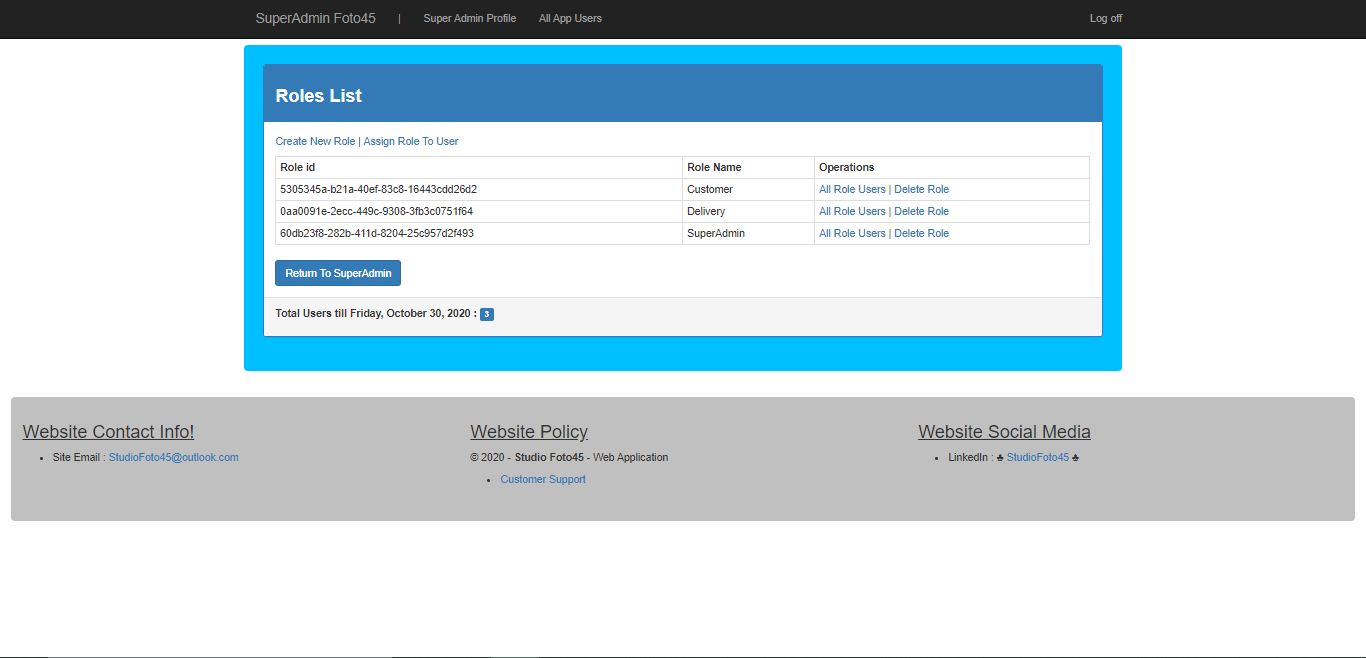 SuperAdmin Foto45 | Super Admin Profile All App Users Log off
Roles List
Create New Role | Assign Role To User
Role id Role Name Operations
5305345a-b21a-40ef-83c8-16443cdd26d2 Customer All Role Users | Delete Role
0aa0091e-2ecc-449c-9308-3fb3c0751f64 Delivery All Role Users | Delete Role
60db23f8-282b-411d-8204-25c957d2f493 SuperAdmin All Role Users | Delete Role
Return To SuperAdmin
Total Users till Friday, October 30, 2020 : 3
Website Contact Info!
• Site Email : StudioFoto45@outlook.com
Website Policy
© 2020 - Studio Foto45 - Web Application
• Customer Support
Website Social Media
• LinkedIn : ♣ StudioFoto45 ♣